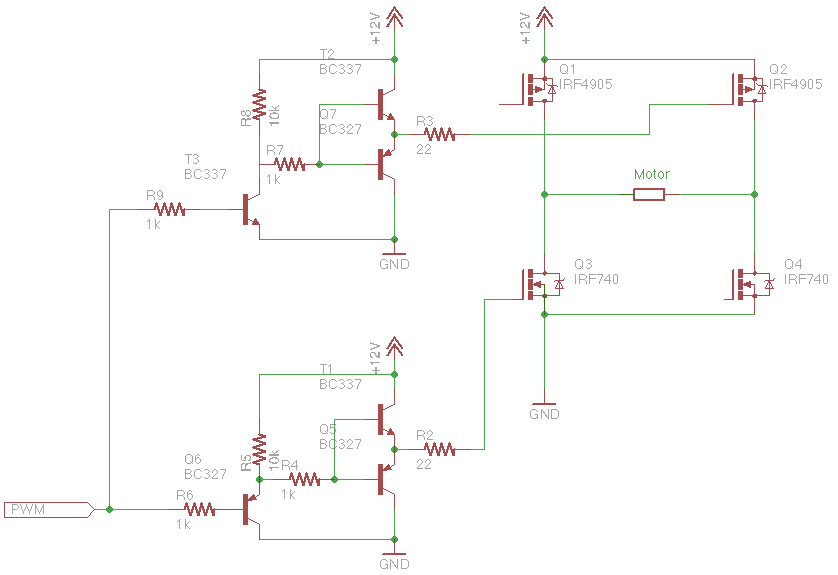 +12V
+12V
T2
BC337
Q1
IRF4905
Q2
IRF4905
R8
10k
Q7
BC327
R3
22
T3
BC337
R7
1k
Motor
R9
1k
GND
Q3
IRF740
Q4
IRF740
+12V
T1
BC337
GND
Q5
BC327
R2
22
R5
10k
Q6
BC327
R4
1k
R6
1k
PWM
GND